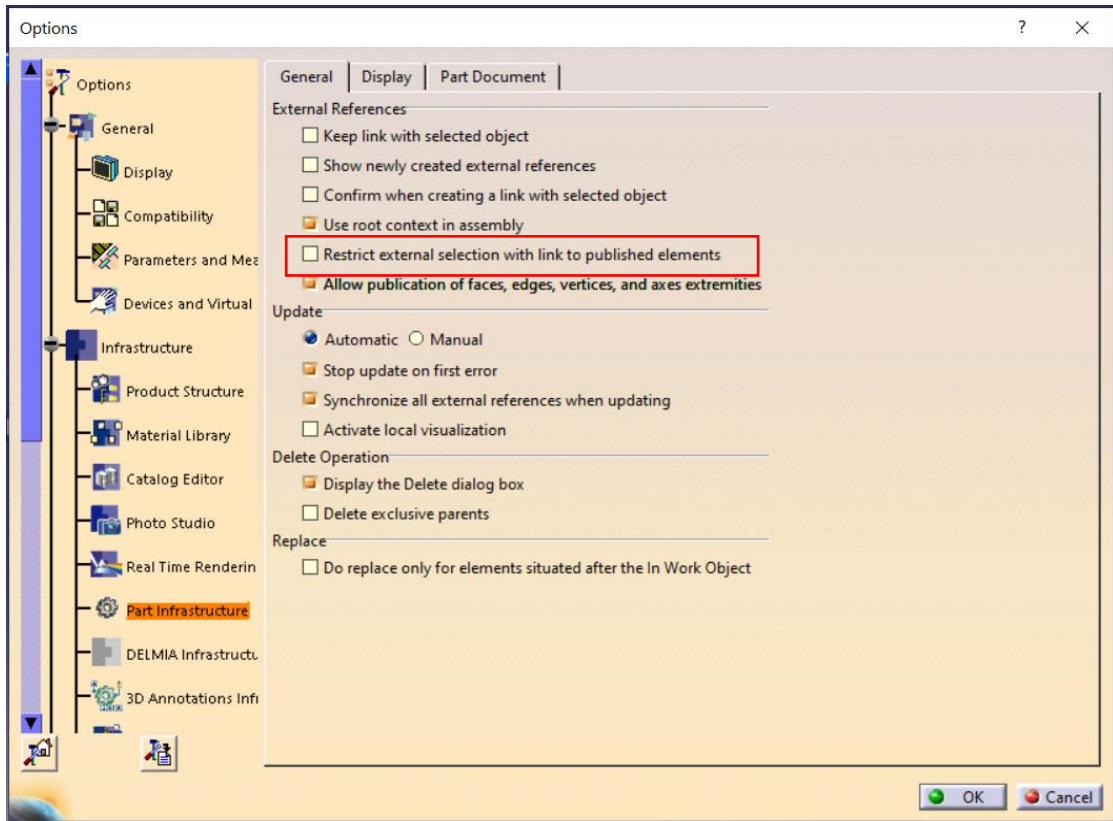 Options
?
Options
General
Display
Compatibility
Parameters and Mea
Devices and Virtual
Infrastructure
Product Structure
Material Library
Catalog Editor
Photo Studio
Real Time Renderin
Part Infrastructure
DELMIA Infrastructu
3D Annotations Infr
General
Display
Part Document
External References
Keep link with selected object
Show newly created external references
Confirm when creating a link with selected object
Use root context in assembly
Restrict external selection with link to published elements
Allow publication of faces, edges, vertices, and axes extremities
Update
Automatic Manual
Stop update on first error
Synchronize all external references when updating
Activate local visualization
Delete Operation
Display the Delete dialog box
Delete exclusive parents
Replace
Do replace only for elements situated after the In Work Object
OK Cancel